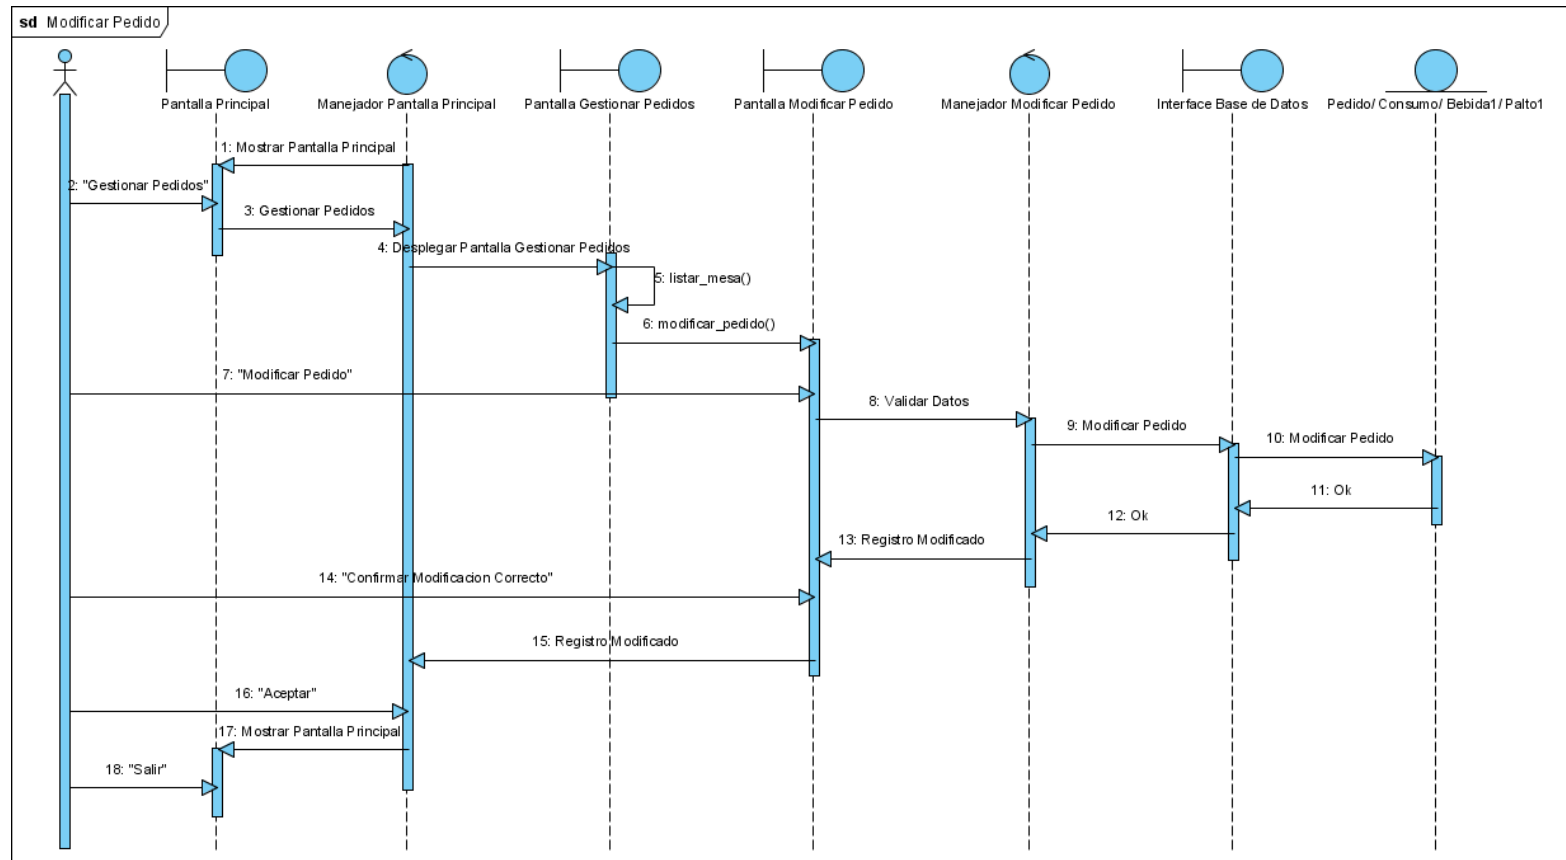 sd Modificar Pedido
Pantalla Principal
Manejador Pantalla Principal
Pantalla Gestionar Pedidos
Pantalla Modificar Pedido
Manejador Modificar Pedido
Interface Base de Datos
Pedido/ Consumo/ Bebida1/ Palto1
1: Mostrar Pantalla Principal
2: "Gestionar Pedidos"
3: Gestionar Pedidos
4: Desplegar Pantalla Gestionar Pedidos
5: listar_mesa()
6: modificar_pedido()
7: "Modificar Pedido"
8: Validar Datos
9: Modificar Pedido
10: Modificar Pedido
11: Ok
12: Ok
13: Registro Modificado
14: "Confirmar Modificacion Correcto"
15: Registro Modificado
16: "Aceptar"
17: Mostrar Pantalla Principal
18: "Salir"